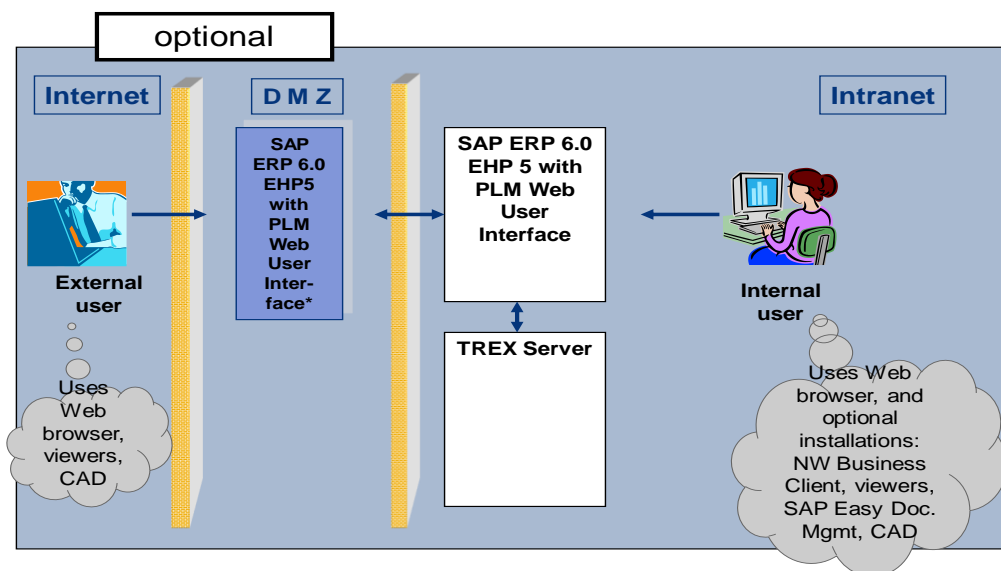 optional
Internet
D M Z
Intranet
SAP
ERP 6.0
EHP5
with
PLM
Web
User
Inter-
face*
SAP ERP 6.0
EHP 5 with
PLM Web
User
Interface
External
user
Internal
user
TREX Server
Uses
Web
browser,
viewers,
CAD
Uses Web
browser, and
optional
installations:
NW Business
Client, viewers,
SAP Easy Doc.
Mgmt, CAD